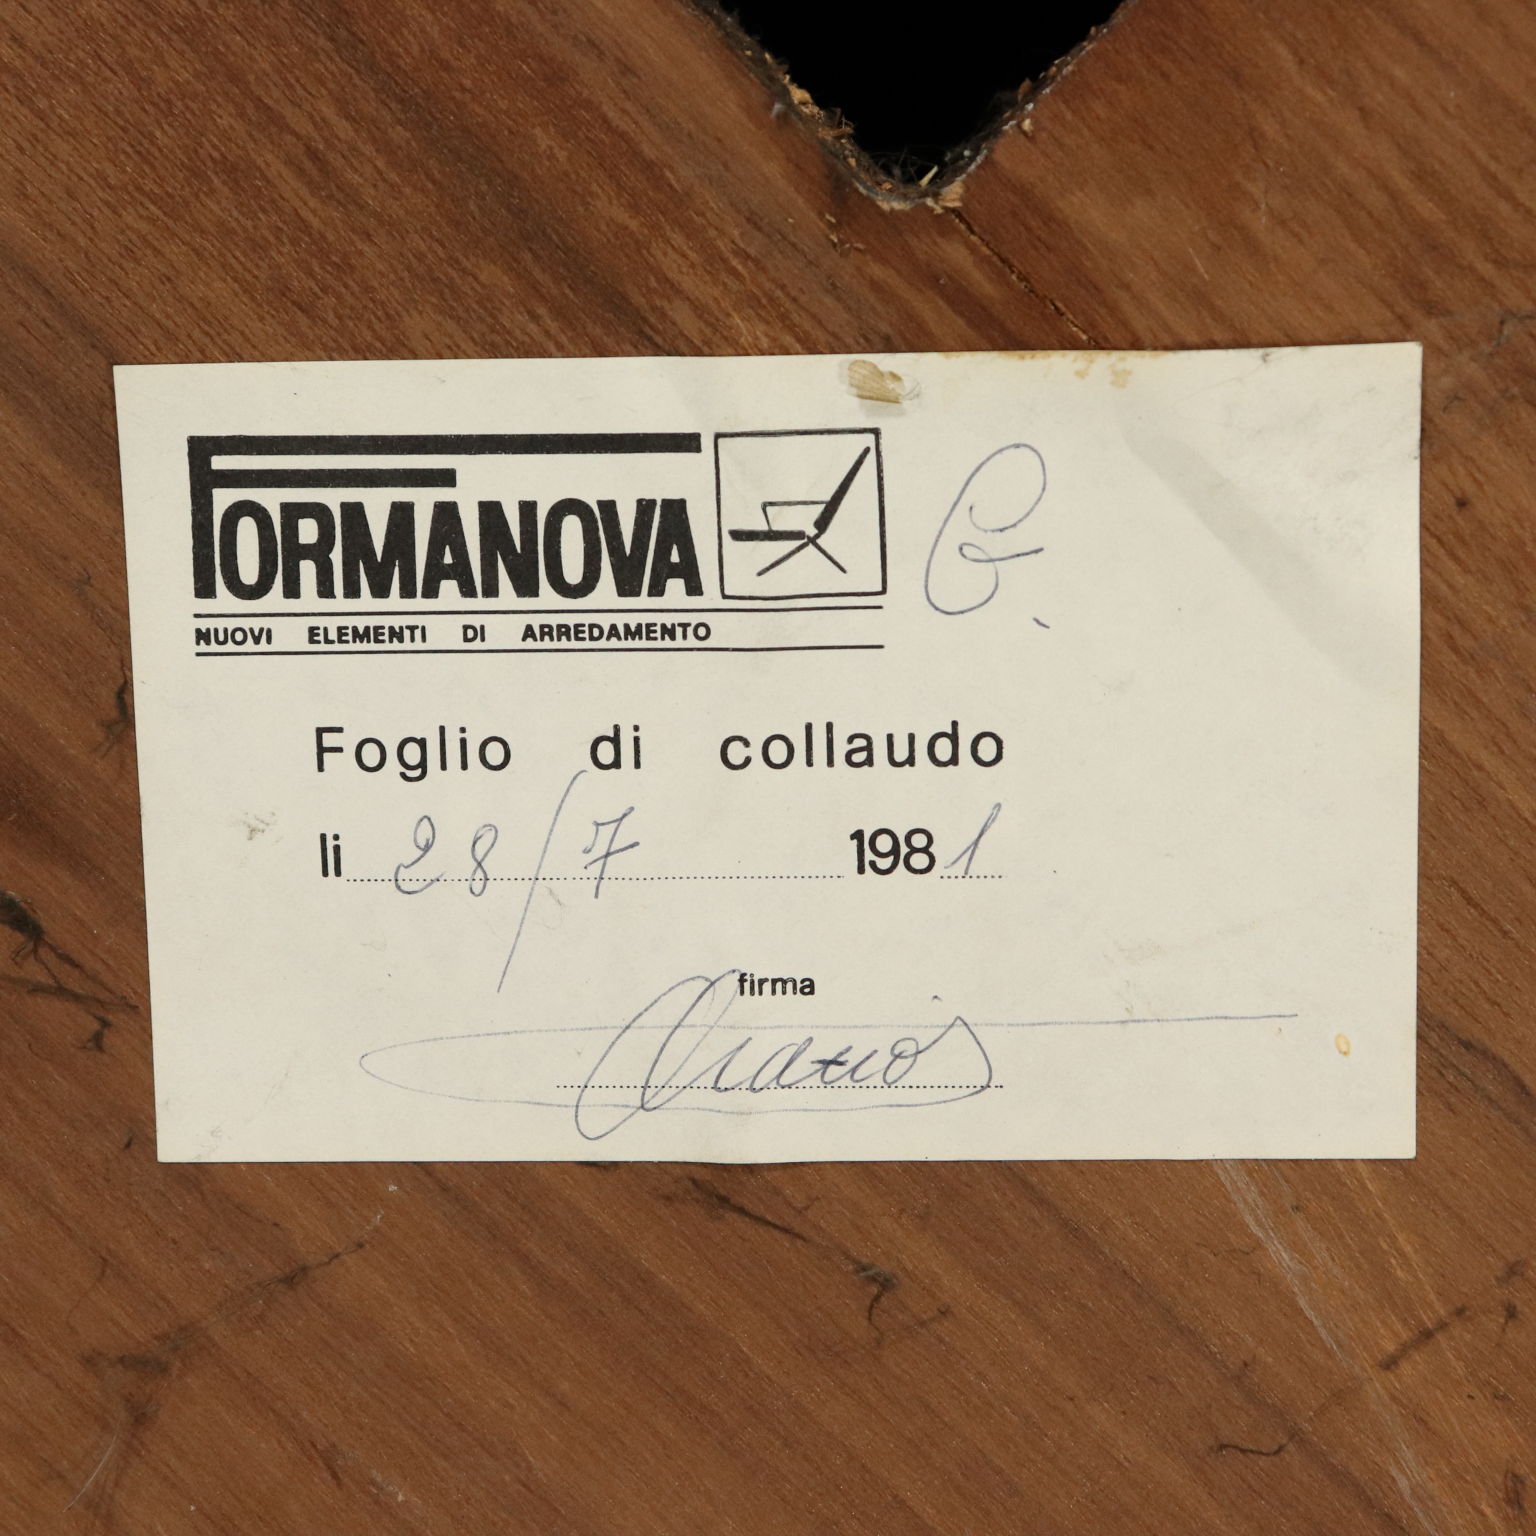 FORMANOVA
NUOVI ELEMENTI DI ARREDAMENTO
Foglio di collaudo
li 28/7 1981
firma